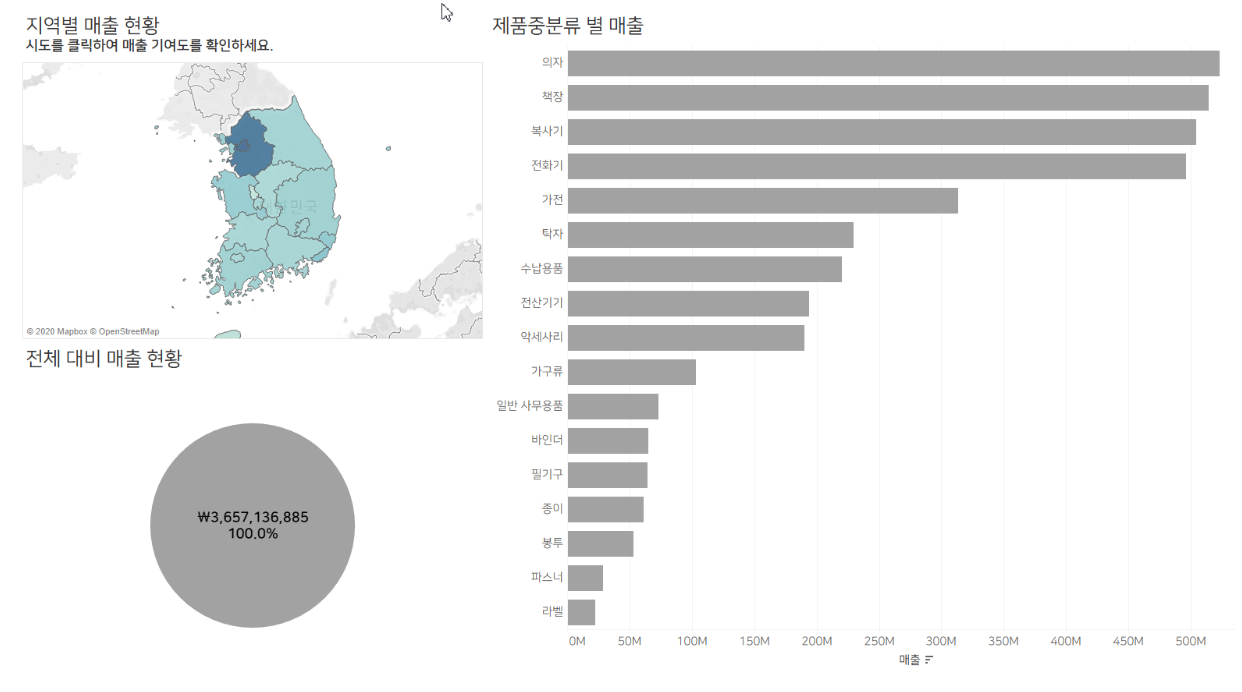 지역별 매출 현황
시도를 클릭하여 매출 기여도를 확인하세요.
대한민국
© 2020 Mapbox © OpenStreetMap
전체 대비 매출 현황
₩3,657,136,885
100.0%
제품중분류 별 매출
의자
책장
복사기
전화기
가전
탁자
수납용품
전산기기
악세사리
가구류
일반 사무용품
바인더
필기구
종이
봉투
파스너
라벨
0M 50M 100M 150M 200M 250M 300M 350M 400M 450M 500M
매출